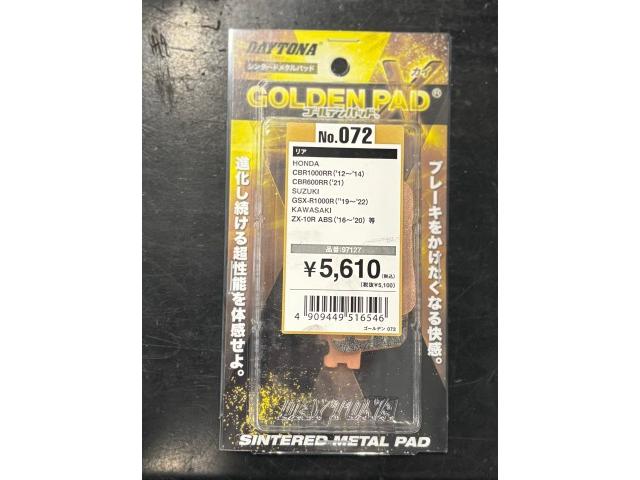 DAYTONA
シンタードメタルパッド
χ
カイ
GOLDEN PAD®
ゴールデンパッド
No.072
リア
HONDA
CBR1000RR('12～'14)
CBR600RR('21)
SUZUKI
GSX-R1000R(''19～'22)
KAWASAKI
ZX-10R ABS('16～'20) 等
品番:97127
¥5,610(税込)
(税抜¥5,100)
4 909449 516546
ゴールデン 072
進化し続ける超性能を体感せよ。
ブレーキをかけたくなる快感。
DAYTONA
SINTERED METAL PAD